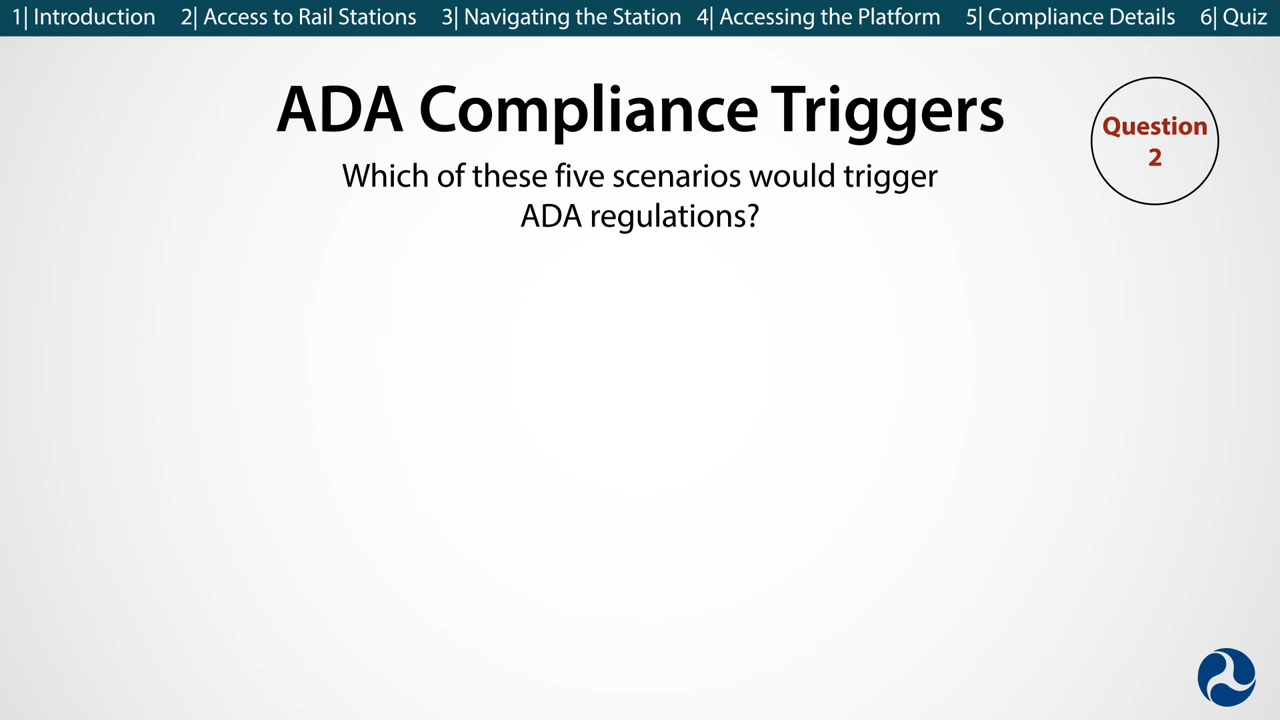 1| Introduction 2| Access to Rail Stations 3| Navigating the Station 4| Accessing the Platform 5| Compliance Details 6| Quiz
ADA Compliance Triggers
Question
2
Which of these five scenarios would trigger
ADA regulations?